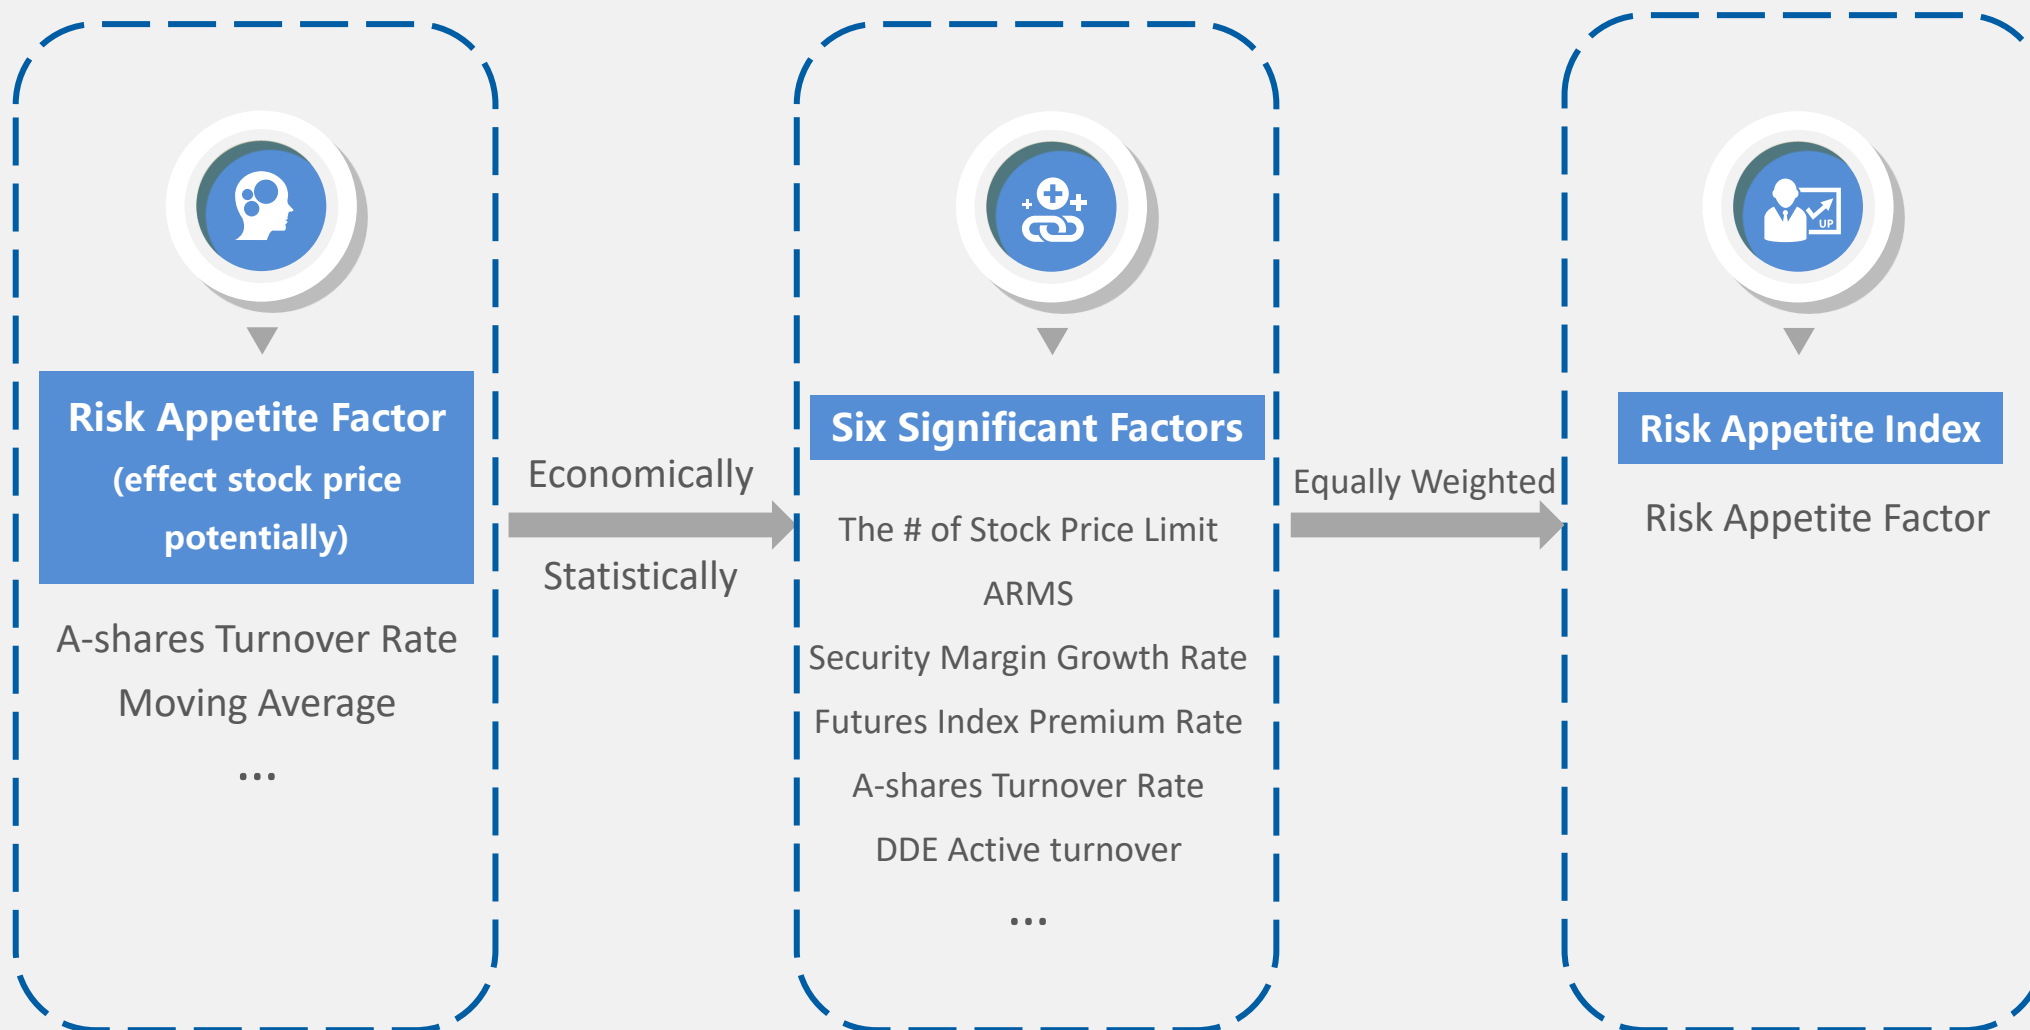 Risk Appetite Factor
(effect stock price
potentially)
A-shares Turnover Rate
Moving Average
...
Economically
Statistically
Six Significant Factors
The # of Stock Price Limit
ARMS
Security Margin Growth Rate
Futures Index Premium Rate
A-shares Turnover Rate
DDE Active turnover
...
Equally Weighted
UP
Risk Appetite Index
Risk Appetite Factor